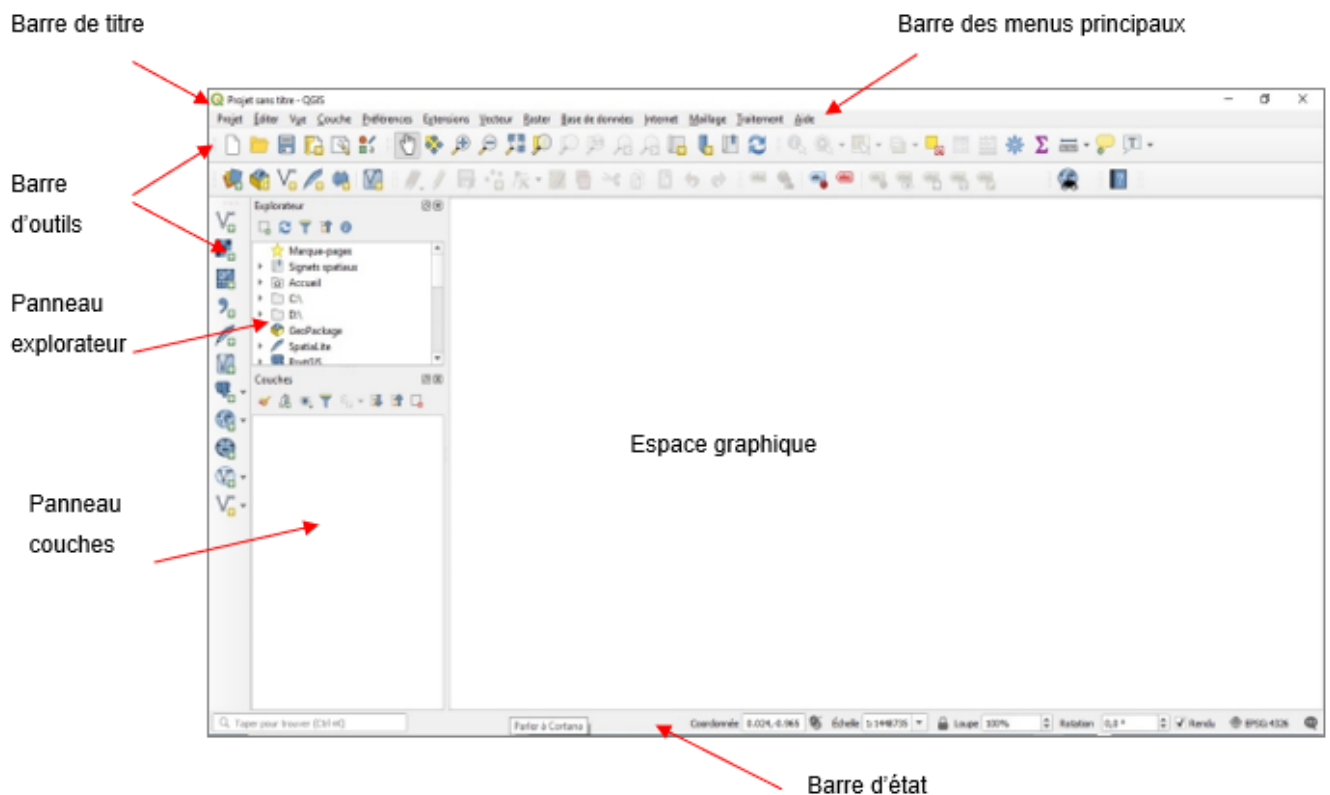 Barre de titre
Barre des menus principaux
Projet sans titre - QGIS
Projet Éditer Vue Couche Préférences Extensions Vecteur Raster Base de données Internet Maillage Traitement Aide
Barre
d'outils
Explorateur
Marque-pages
Signets spatiaux
Accueil
C:\
D:\
GeoPackage
SpatiaLite
PostGIS
Panneau
explorateur
Couches
Espace graphique
Panneau
couches
Taper pour trouver (Ctrl+K)
Parler à Cortana
Coordonnée 0.024,-0.965 Échelle 1:1448735 Loupe 100% Rotation 0,0 ° Rendu EPSG:4326
Barre d'état